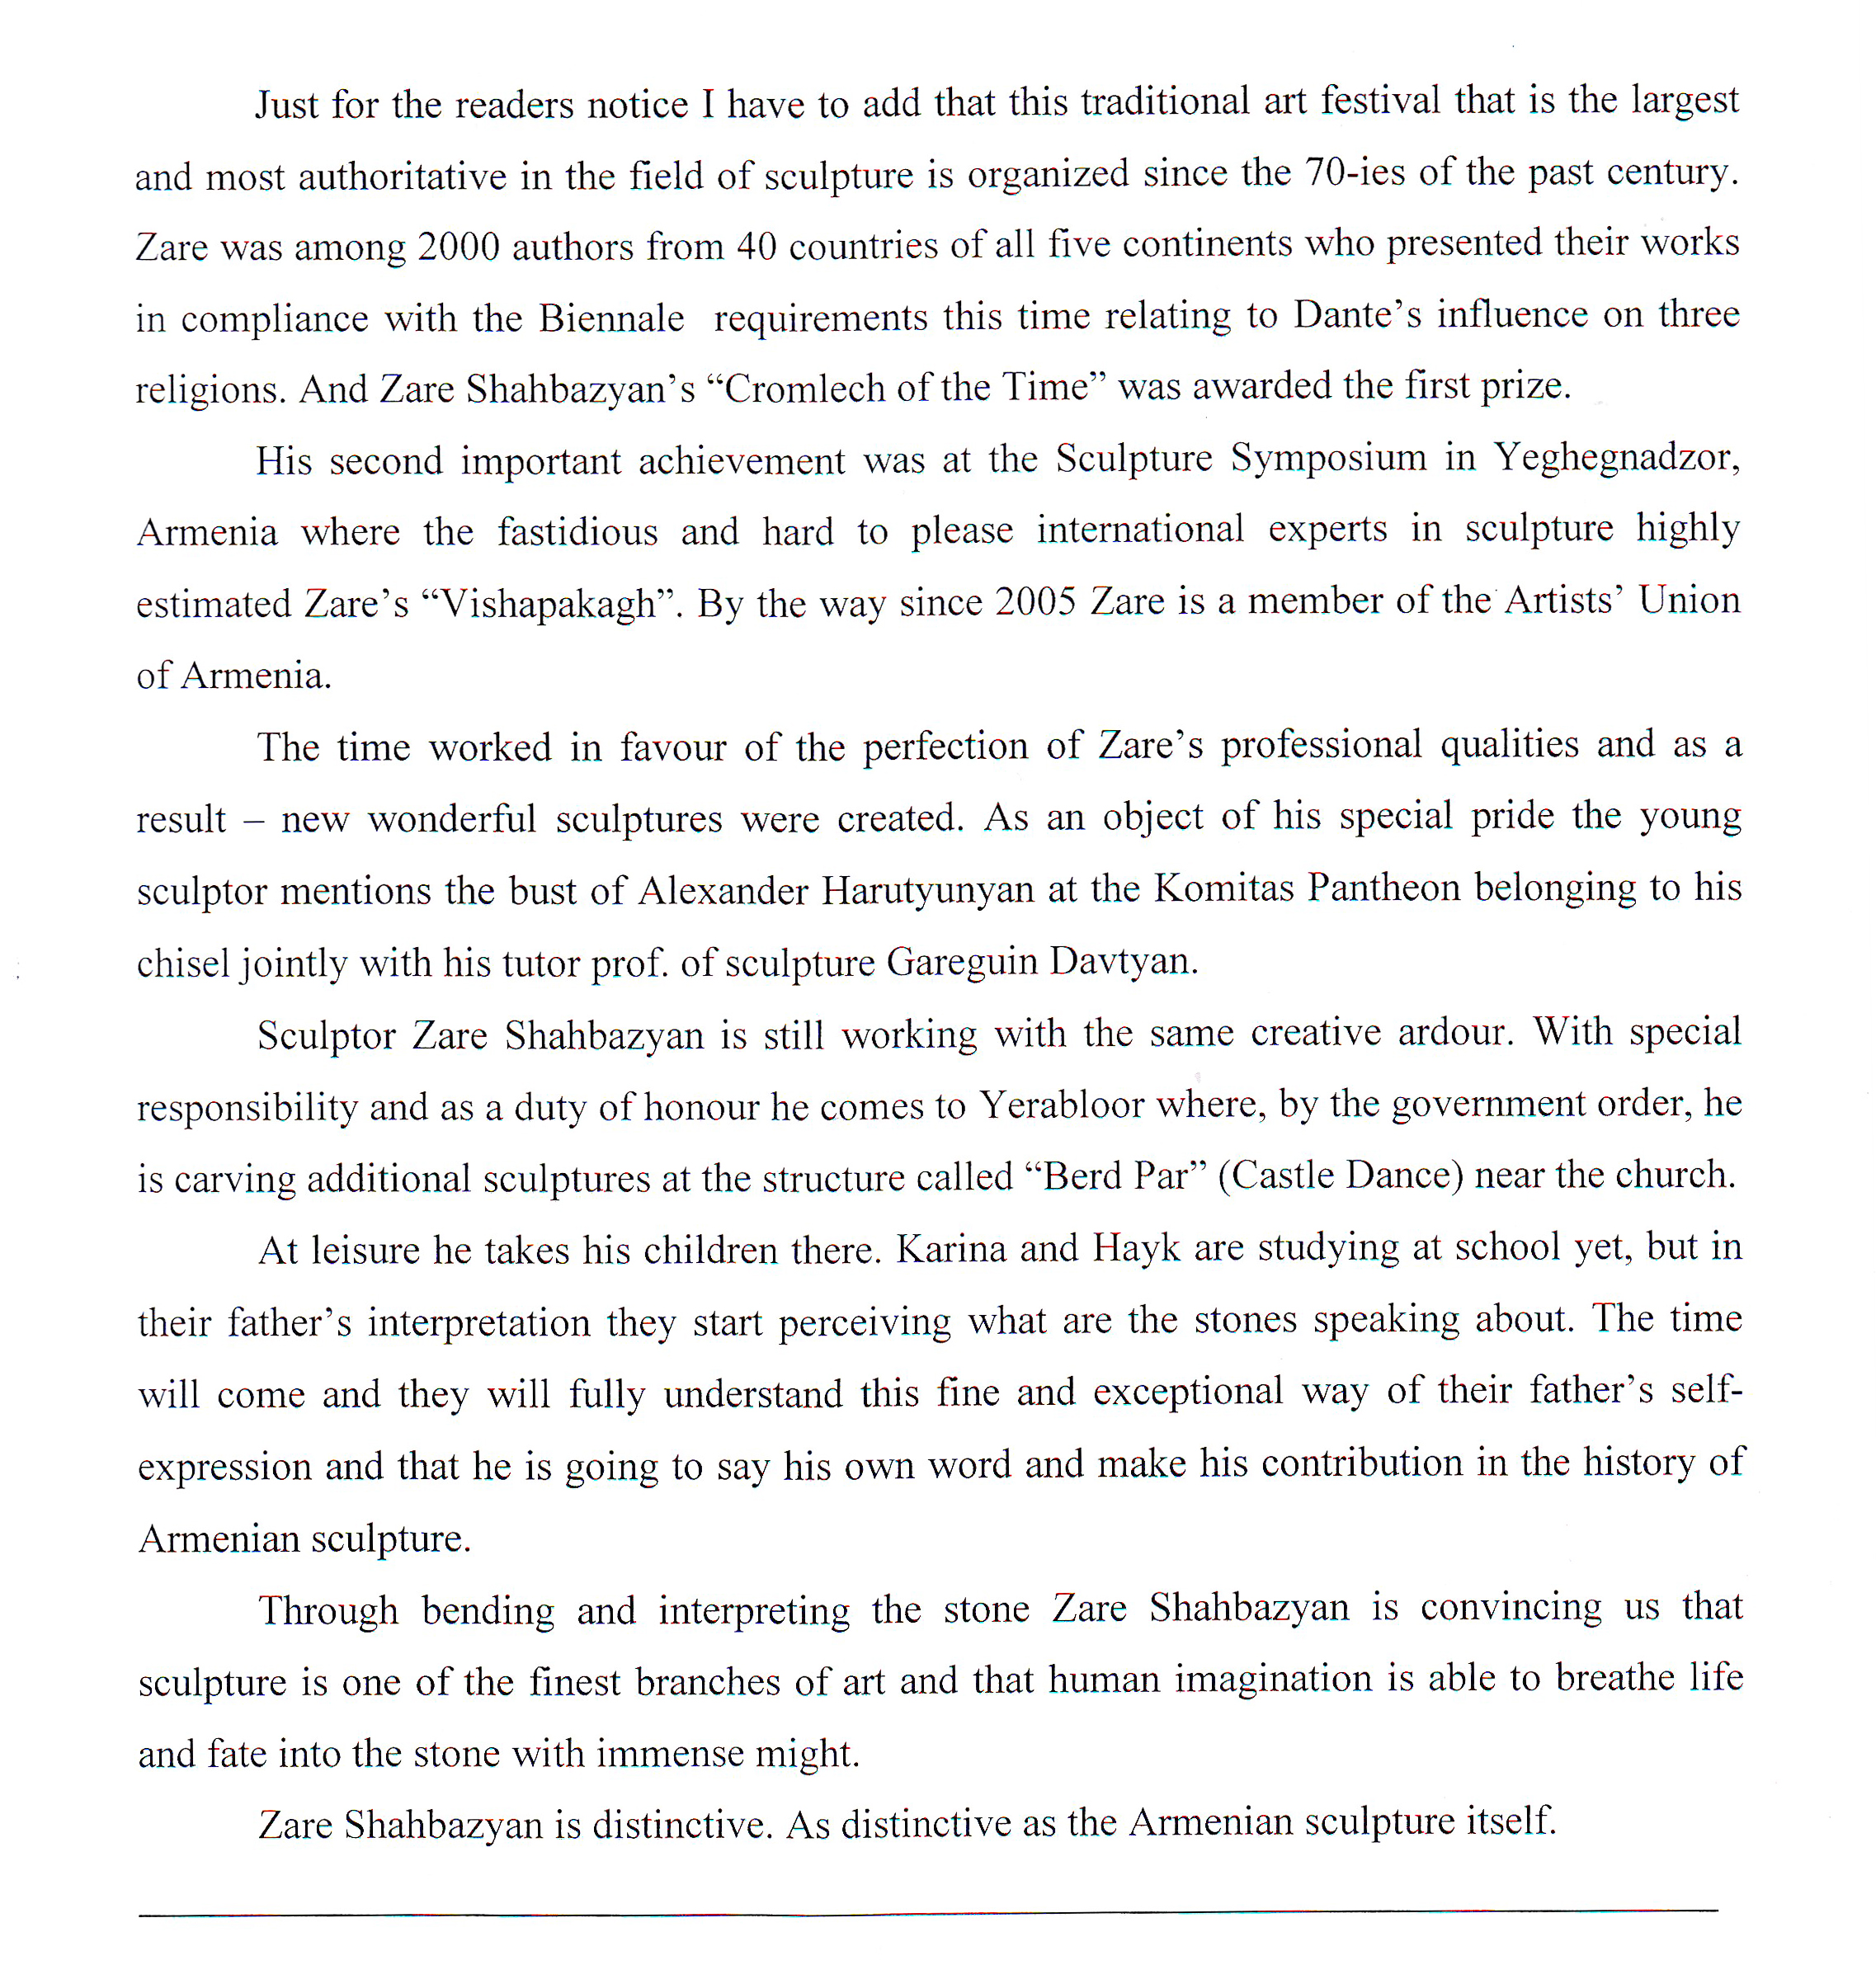 Just for the readers notice I have to add that this traditional art festival that is the largest
and most authoritative in the field of sculpture is organized since the 70-ies of the past century.
Zare was among 2000 authors from 40 countries of all five continents who presented their works
in compliance with the Biennale  requirements this time relating to Dante’s influence on three
religions. And Zare Shahbazyan’s “Cromlech of the Time” was awarded the first prize.
His second important achievement was at the Sculpture Symposium in Yeghegnadzor,
Armenia where the fastidious and hard to please international experts in sculpture highly
estimated Zare’s “Vishapakagh”. By the way since 2005 Zare is a member of the Artists’ Union
of Armenia.
The time worked in favour of the perfection of Zare’s professional qualities and as a
result – new wonderful sculptures were created. As an object of his special pride the young
sculptor mentions the bust of Alexander Harutyunyan at the Komitas Pantheon belonging to his
chisel jointly with his tutor prof. of sculpture Gareguin Davtyan.
Sculptor Zare Shahbazyan is still working with the same creative ardour. With special
responsibility and as a duty of honour he comes to Yerabloor where, by the government order, he
is carving additional sculptures at the structure called “Berd Par” (Castle Dance) near the church.
At leisure he takes his children there. Karina and Hayk are studying at school yet, but in
their father’s interpretation they start perceiving what are the stones speaking about. The time
will come and they will fully understand this fine and exceptional way of their father’s self-
expression and that he is going to say his own word and make his contribution in the history of
Armenian sculpture.
Through bending and interpreting the stone Zare Shahbazyan is convincing us that
sculpture is one of the finest branches of art and that human imagination is able to breathe life
and fate into the stone with immense might.
Zare Shahbazyan is distinctive. As distinctive as the Armenian sculpture itself.